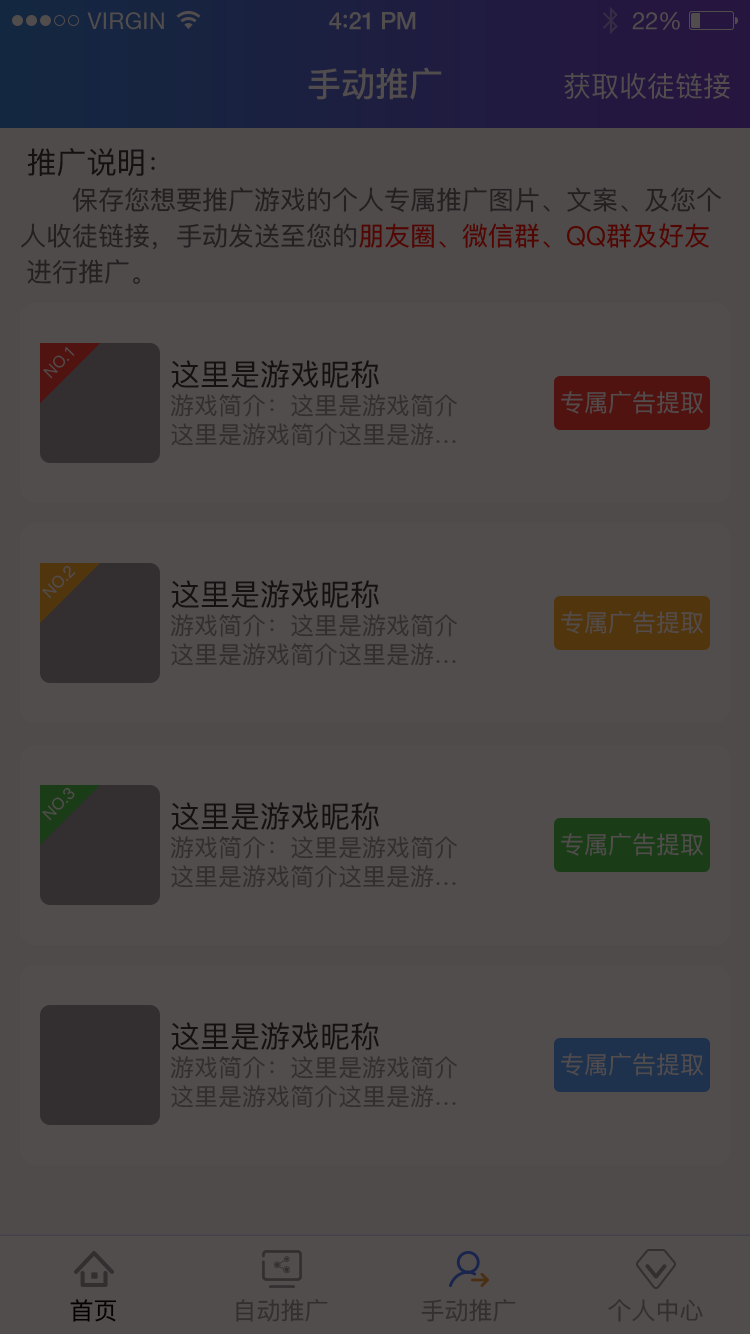 VIRGIN 4:21 PM 22%
手动推广 获取收徒链接
推广说明：
保存您想要推广游戏的个人专属推广图片、文案、及您个
人收徒链接，手动发送至您的朋友圈、微信群、QQ群及好友
进行推广。
NO.1
这里是游戏昵称
游戏简介：这里是游戏简介
这里是游戏简介这里是游...
专属广告提取
NO.2
这里是游戏昵称
游戏简介：这里是游戏简介
这里是游戏简介这里是游...
专属广告提取
NO.3
这里是游戏昵称
游戏简介：这里是游戏简介
这里是游戏简介这里是游...
专属广告提取
这里是游戏昵称
游戏简介：这里是游戏简介
这里是游戏简介这里是游...
专属广告提取
首页 自动推广 手动推广 个人中心